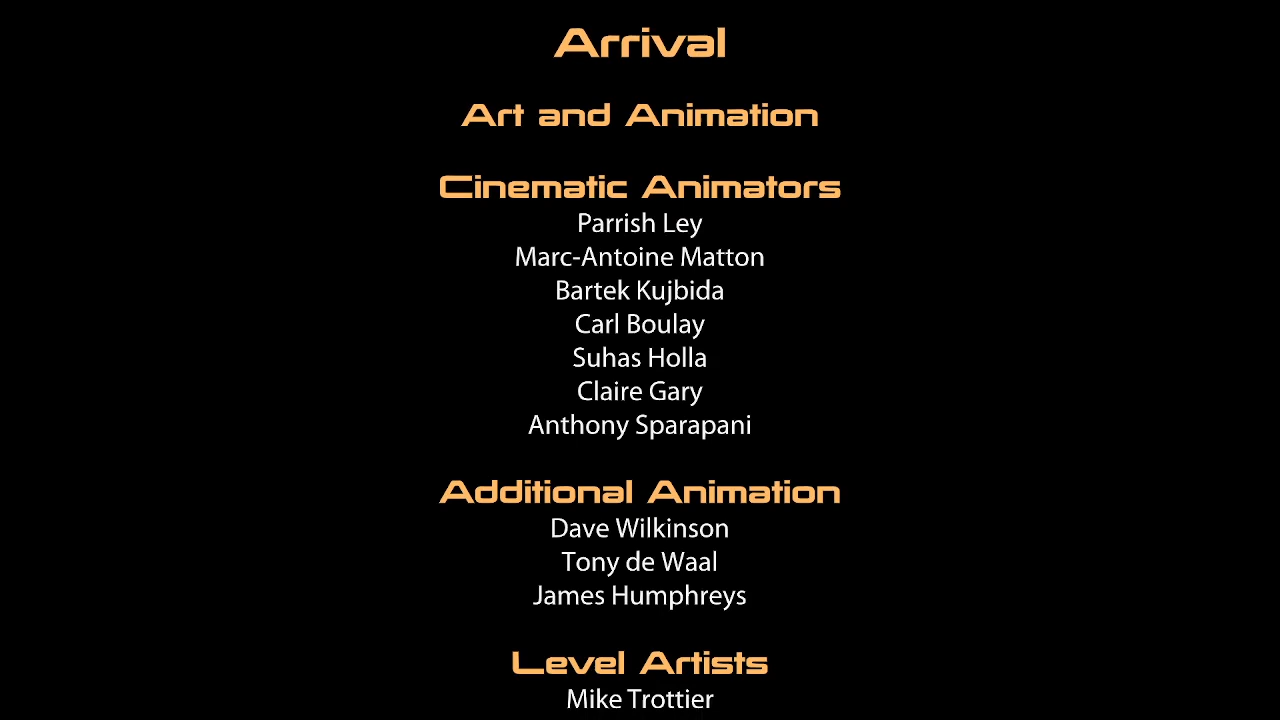 Arrival
Art and Animation
Cinematic Animators
Parrish Ley
Marc-Antoine Matton
Bartek Kujbida
Carl Boulay
Suhas Holla
Claire Gary
Anthony Sparapani
Additional Animation
Dave Wilkinson
Tony de Waal
James Humphreys
Level Artists
Mike Trottier